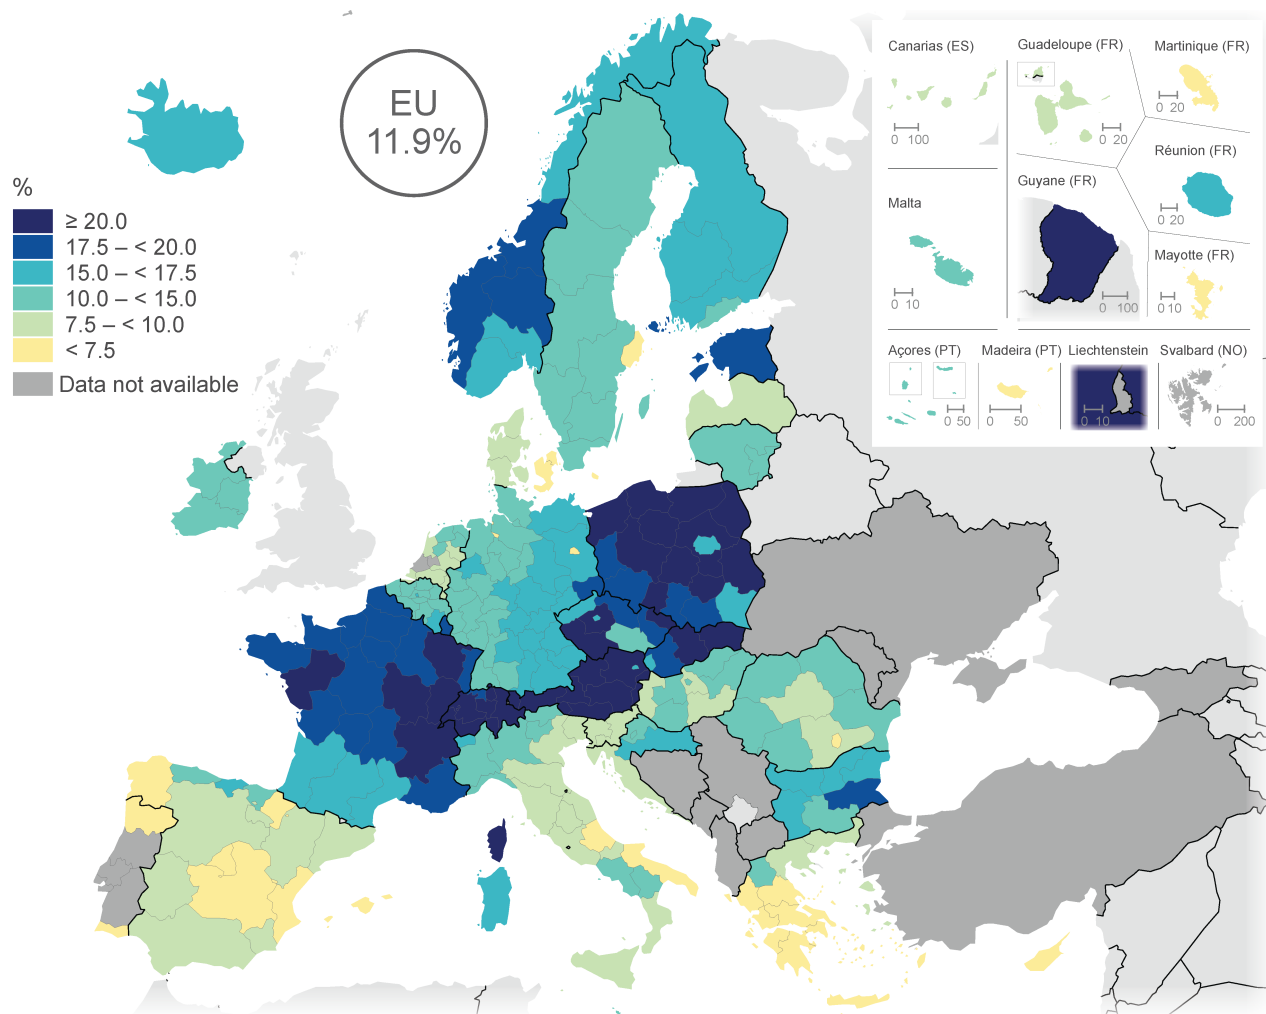 EU
11.9%
%
≥ 20.0
17.5 – < 20.0
15.0 – < 17.5
10.0 – < 15.0
7.5 – < 10.0
< 7.5
Data not available
Canarias (ES)
0 100
Guadeloupe (FR)
0 20
Martinique (FR)
0 20
Réunion (FR)
0 20
Malta
0 10
Guyane (FR)
0 100
Mayotte (FR)
0 10
Açores (PT)
0 50
Madeira (PT)
0 50
Liechtenstein
0 10
Svalbard (NO)
0 200